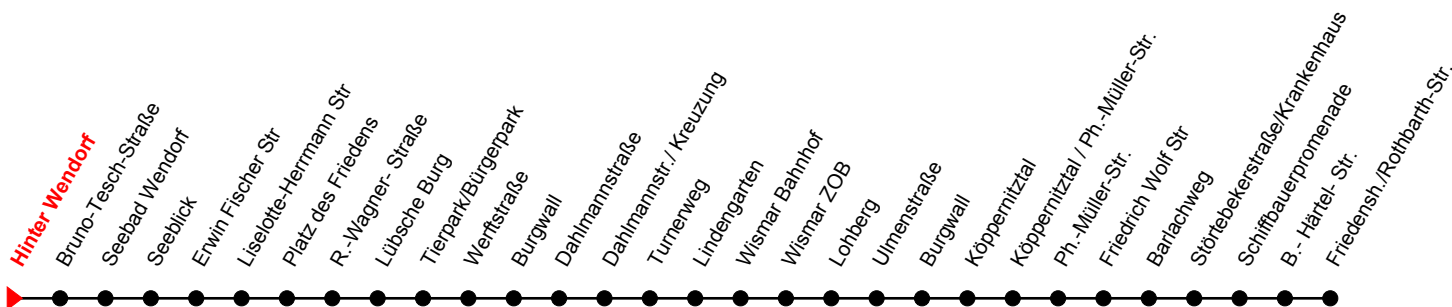 Hinter Wendorf
Bruno-Tesch-Straße
Seebad Wendorf
Seeblick
Erwin Fischer Str
Liselotte-Herrmann Str
Platz des Friedens
R.-Wagner- Straße
Lübsche Burg
Tierpark/Bürgerpark
Werftstraße
Burgwall
Dahlmannstraße
Dahlmannstr./ Kreuzung
Turnerweg
Lindengarten
Wismar Bahnhof
Wismar ZOB
Lohberg
Ulmenstraße
Burgwall
Köppernitztal
Köppernitztal / Ph.-Müller-Str.
Ph.-Müller-Str.
Friedrich Wolf Str
Barlachweg
Störtebekerstraße/Krankenhaus
Schiffbauerpromenade
B.- Härtel- Str.
Friedensh./Rothbarth-Str.